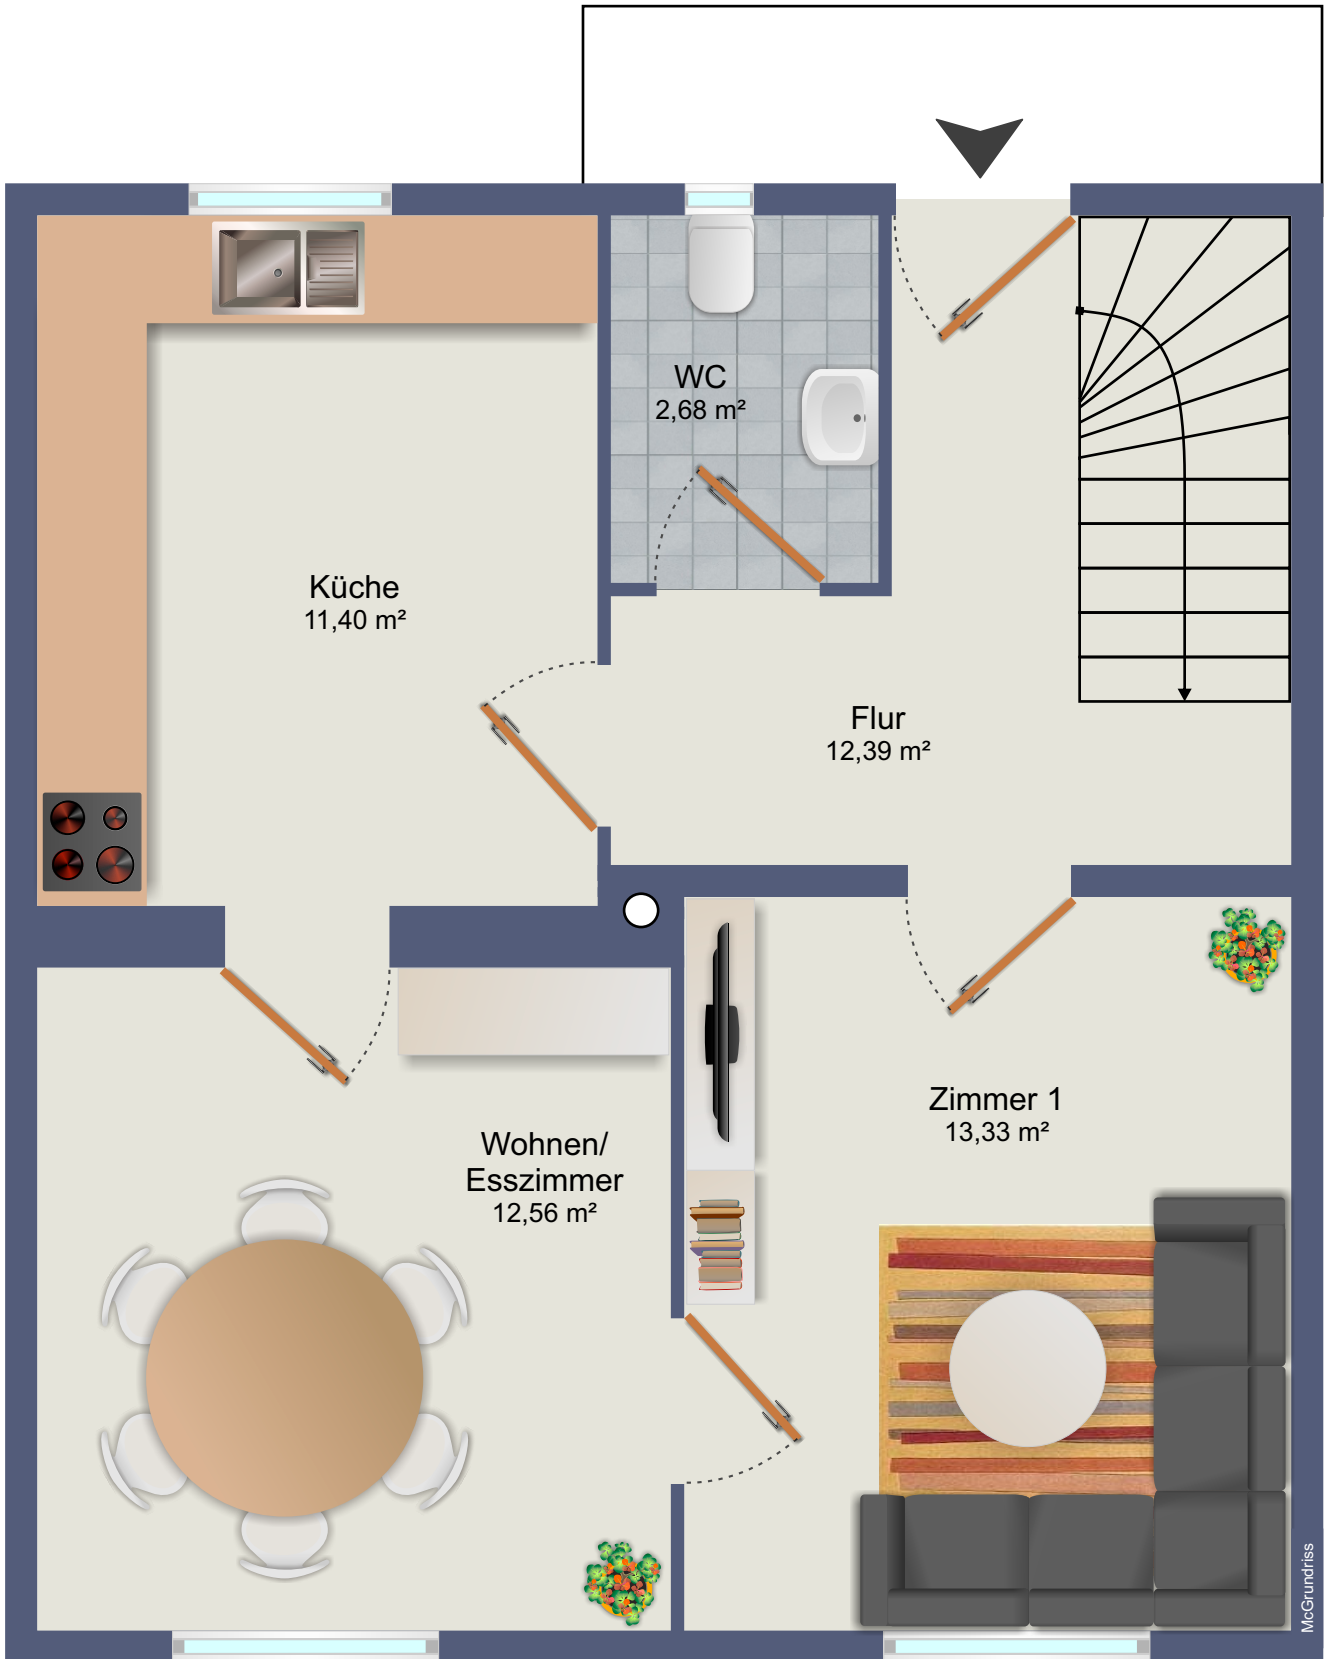 WC
2,68 m²
Küche
11,40 m²
Flur
12,39 m²
Zimmer 1
13,33 m²
Wohnen/
Esszimmer
12,56 m²
McGrundriss